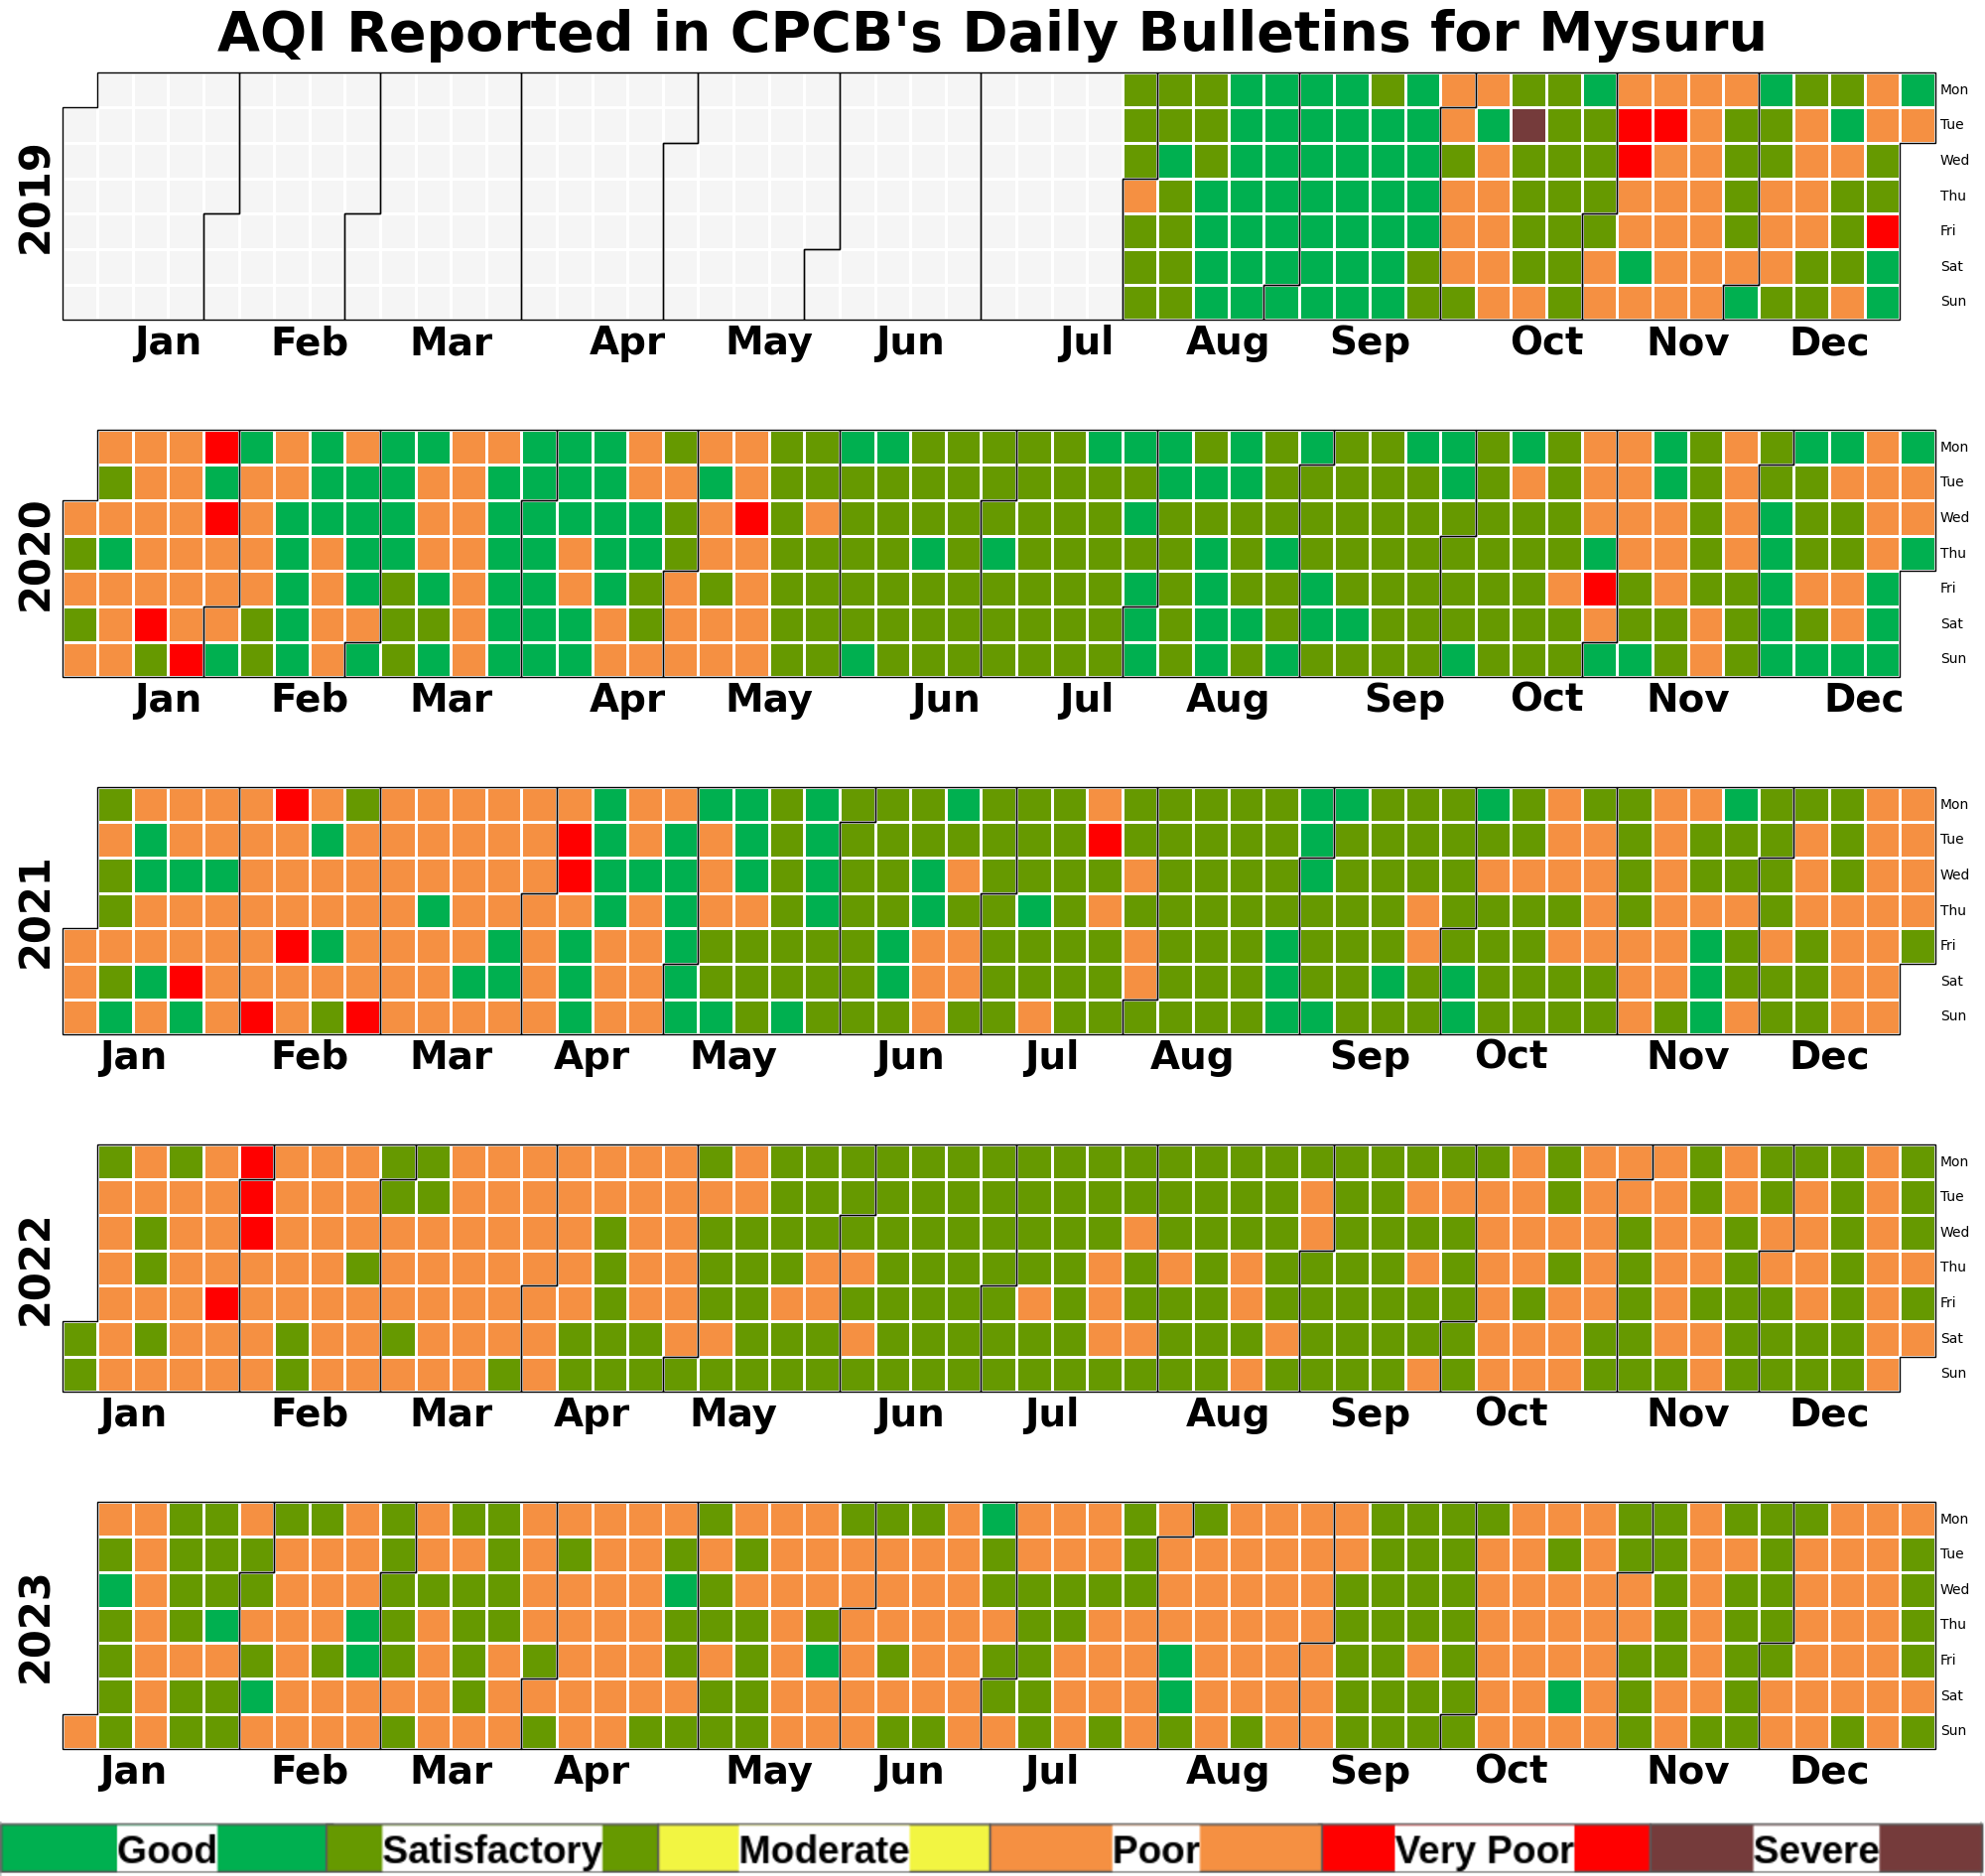 AQI Reported in CPCB's Daily Bulletins for Mysuru
2019
Mon
Tue
Wed
Thu
Fri
Sat
Sun
Jan Feb Mar Apr May Jun Jul Aug Sep Oct Nov Dec
2020
Mon
Tue
Wed
Thu
Fri
Sat
Sun
Jan Feb Mar Apr May Jun Jul Aug Sep Oct Nov Dec
2021
Mon
Tue
Wed
Thu
Fri
Sat
Sun
Jan Feb Mar Apr May Jun Jul Aug Sep Oct Nov Dec
2022
Mon
Tue
Wed
Thu
Fri
Sat
Sun
Jan Feb Mar Apr May Jun Jul Aug Sep Oct Nov Dec
2023
Mon
Tue
Wed
Thu
Fri
Sat
Sun
Jan Feb Mar Apr May Jun Jul Aug Sep Oct Nov Dec
Good Satisfactory Moderate Poor Very Poor Severe